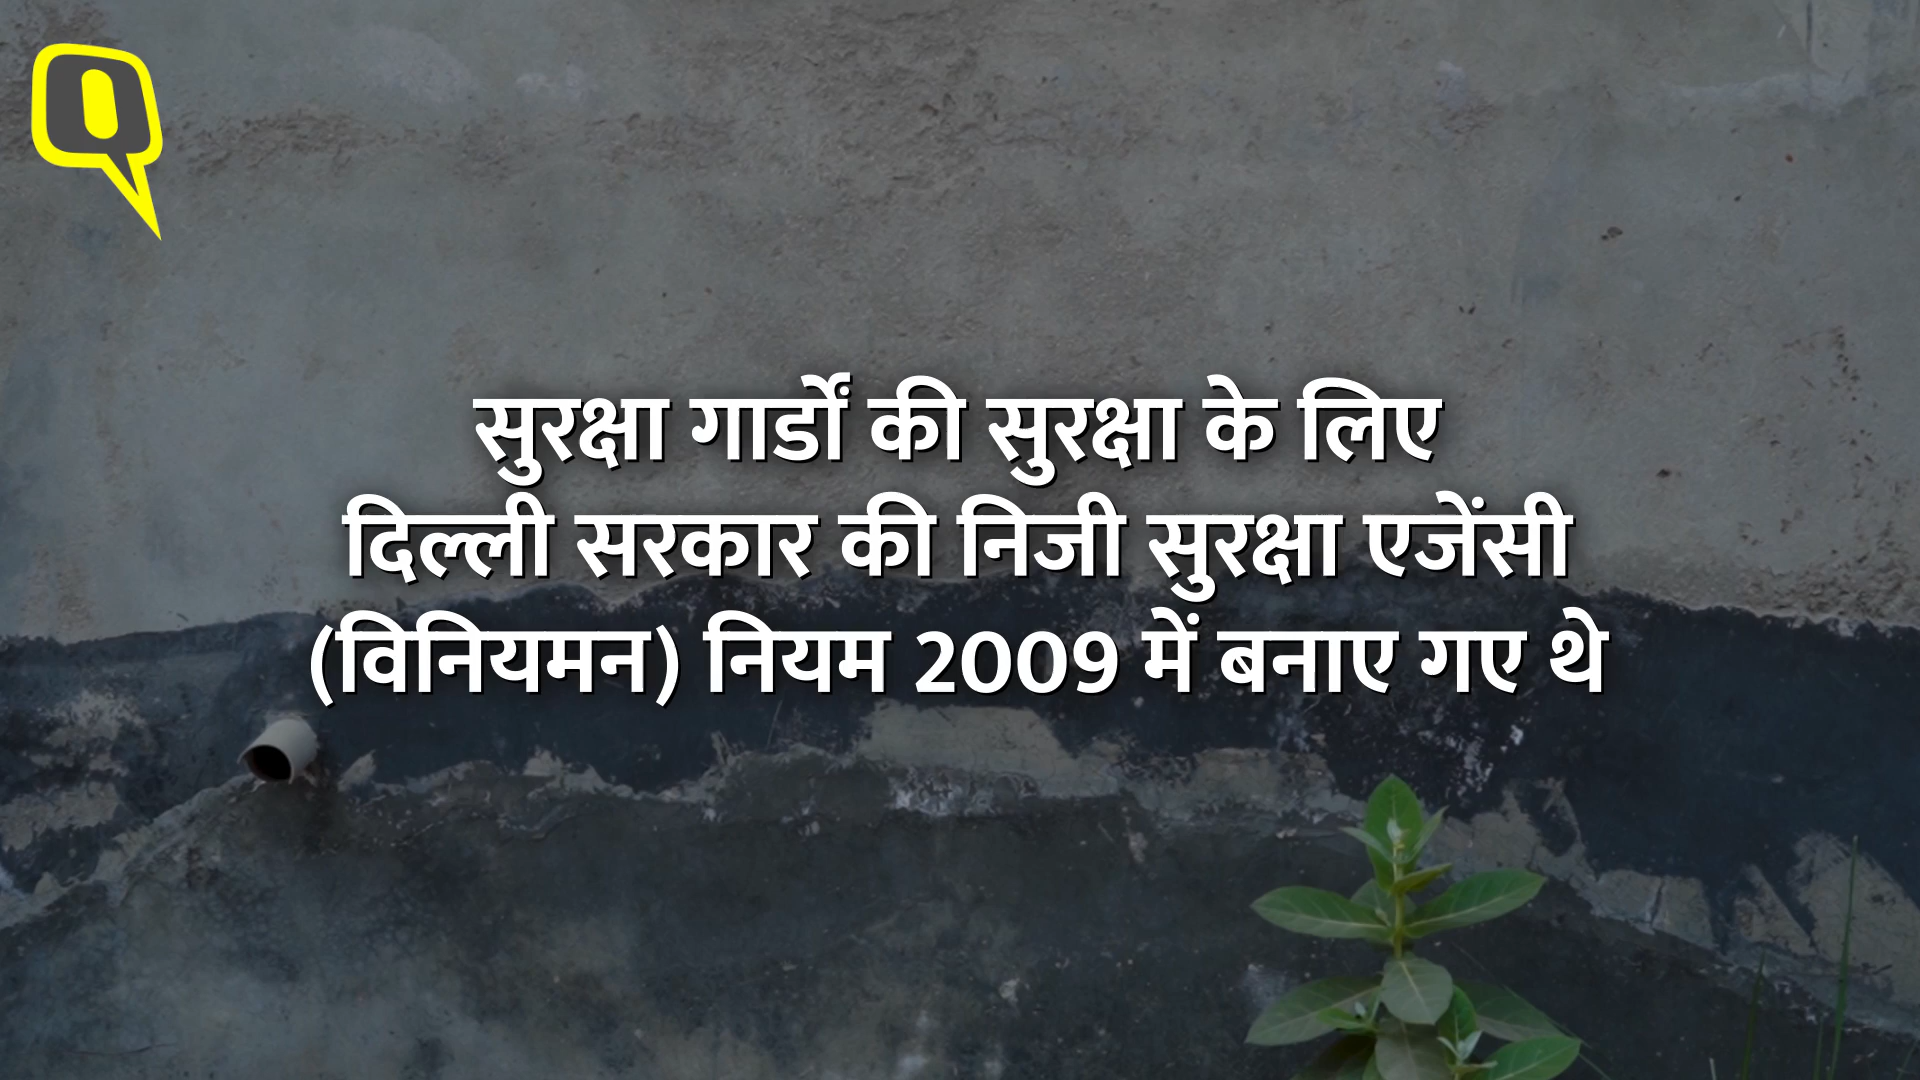 सुरक्षा गार्डों की सुरक्षा के लिए
दिल्ली सरकार की निजी सुरक्षा एजेंसी
(विनियमन) नियम 2009 में बनाए गए थे